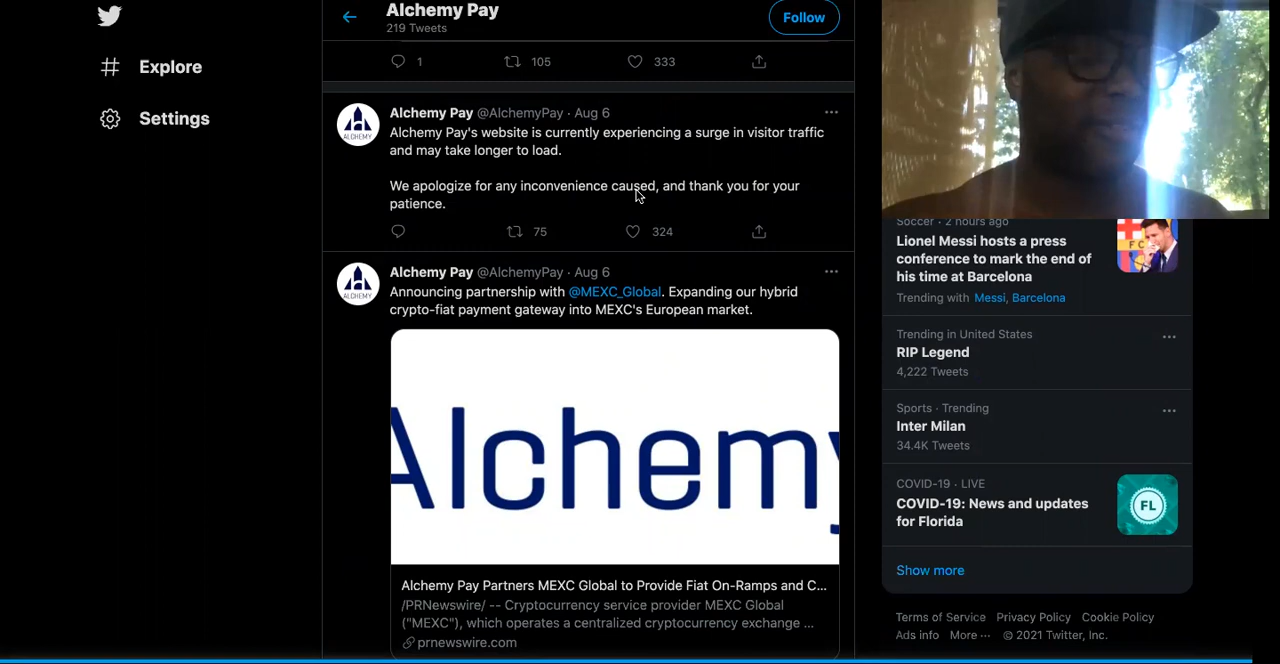 Explore
Settings
Alchemy Pay
219 Tweets
Follow
1 105 333
Alchemy Pay @AlchemyPay · Aug 6
Alchemy Pay's website is currently experiencing a surge in visitor traffic
and may take longer to load.
We apologize for any inconvenience caused, and thank you for your
patience.
75 324
ALCHEMY
Alchemy Pay @AlchemyPay · Aug 6
Announcing partnership with @MEXC_Global. Expanding our hybrid
crypto-fiat payment gateway into MEXC's European market.
ALCHEMY
Alchemy
Alchemy Pay Partners MEXC Global to Provide Fiat On-Ramps and C...
/PRNewswire/ -- Cryptocurrency service provider MEXC Global
("MEXC"), which operates a centralized cryptocurrency exchange ...
prnewswire.com
Soccer · 2 hours ago
Lionel Messi hosts a press
conference to mark the end of
his time at Barcelona
Trending with Messi, Barcelona
FC
Trending in United States
RIP Legend
4,222 Tweets
Sports · Trending
Inter Milan
34.4K Tweets
COVID-19 · LIVE
COVID-19: News and updates
for Florida
FL
Show more
Terms of Service Privacy Policy Cookie Policy
Ads info More ··· © 2021 Twitter, Inc.